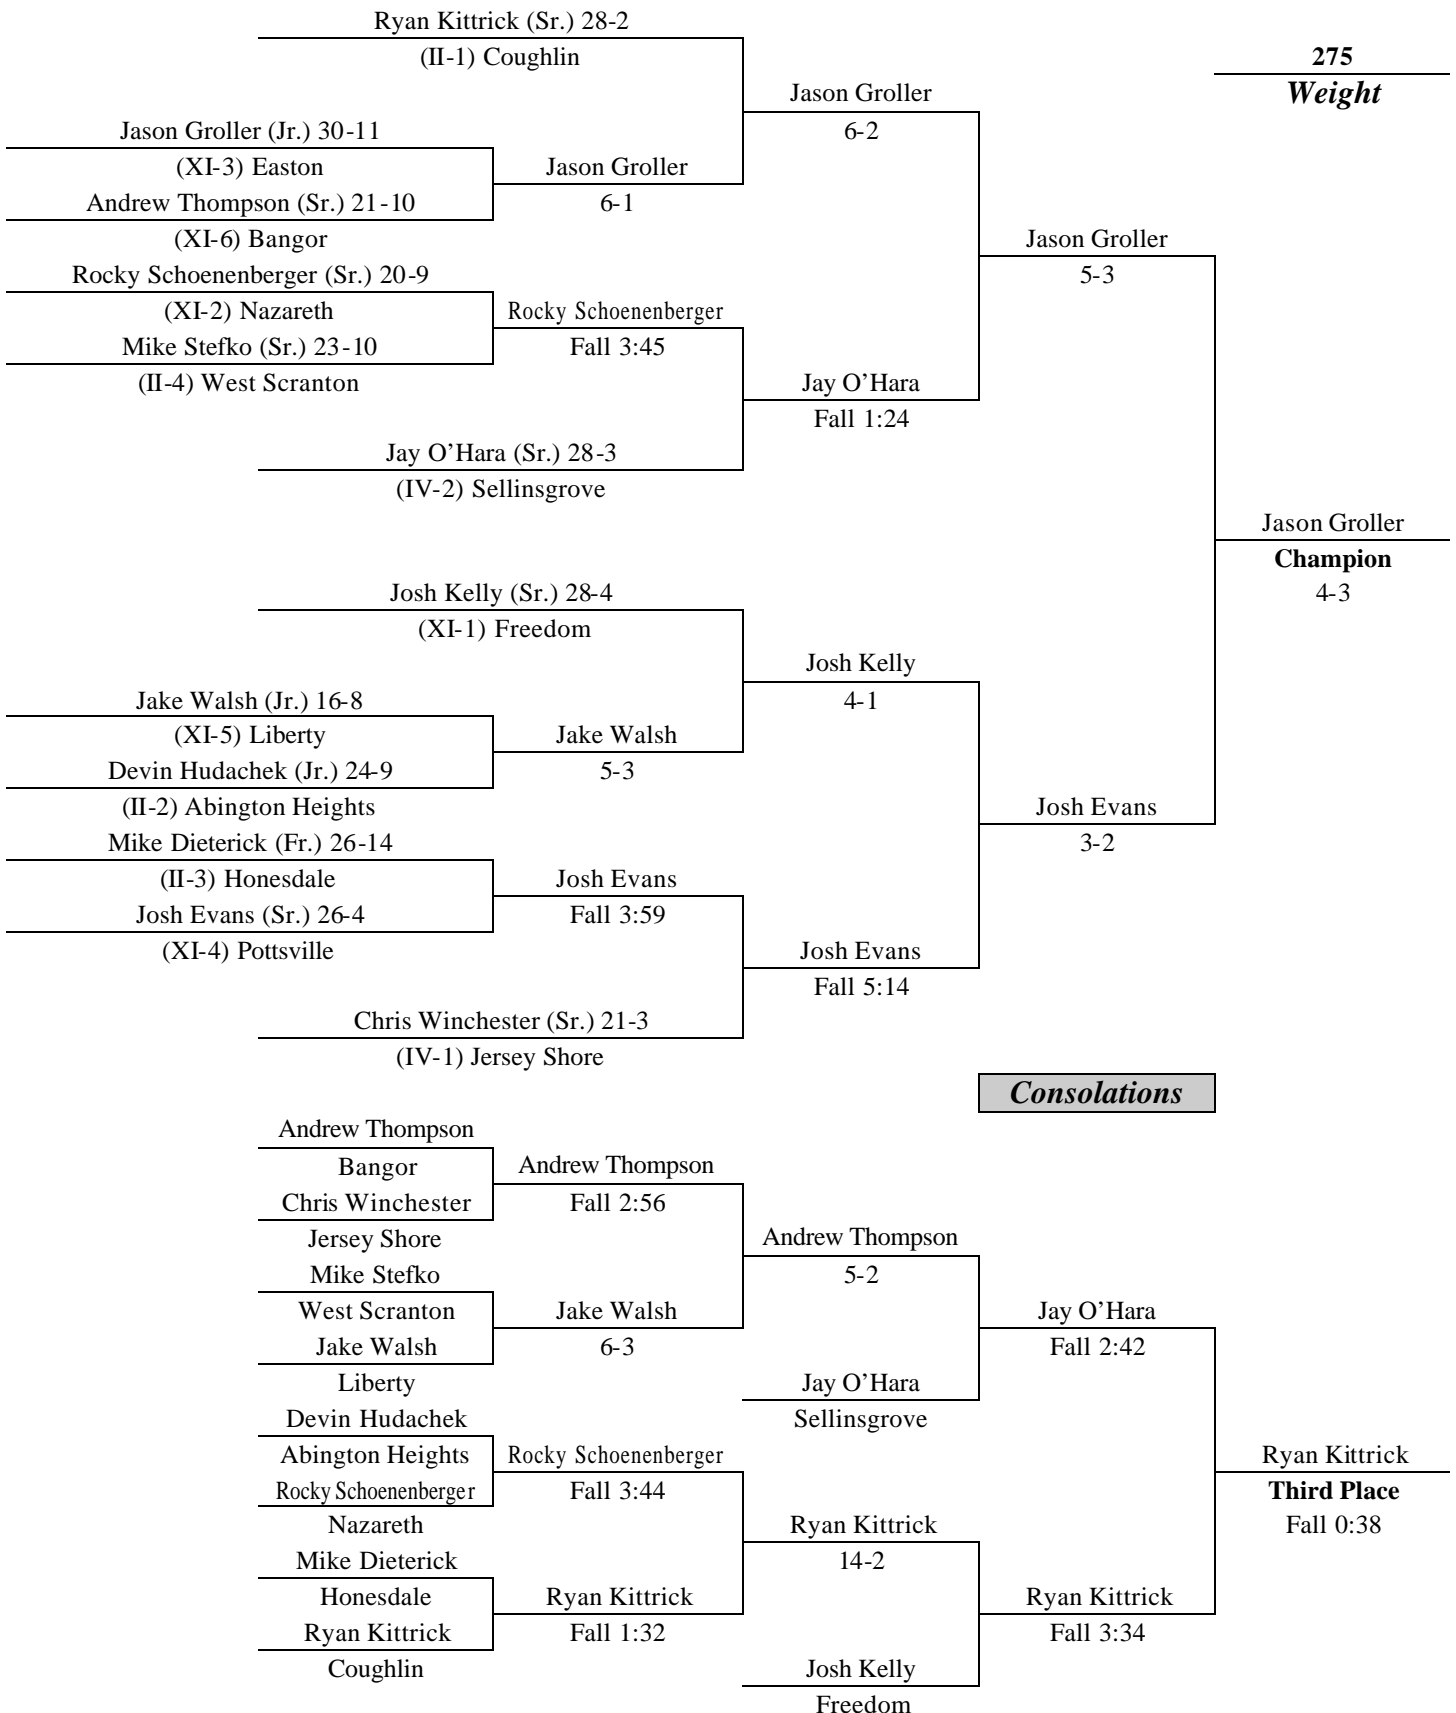 Ryan Kittrick (Sr.) 28-2
(II-1) Coughlin
275
Weight
Jason Groller
6-2
Jason Groller (Jr.) 30-11
(XI-3) Easton
Jason Groller
6-1
Andrew Thompson (Sr.) 21-10
(XI-6) Bangor
Jason Groller
5-3
Rocky Schoenenberger (Sr.) 20-9
(XI-2) Nazareth
Rocky Schoenenberger
Fall 3:45
Mike Stefko (Sr.) 23-10
(II-4) West Scranton
Jay O’Hara
Fall 1:24
Jay O’Hara (Sr.) 28-3
(IV-2) Sellinsgrove
Jason Groller
Champion
4-3
Josh Kelly (Sr.) 28-4
(XI-1) Freedom
Josh Kelly
4-1
Jake Walsh (Jr.) 16-8
(XI-5) Liberty
Jake Walsh
5-3
Devin Hudachek (Jr.) 24-9
(II-2) Abington Heights
Josh Evans
3-2
Mike Dieterick (Fr.) 26-14
(II-3) Honesdale
Josh Evans
Fall 3:59
Josh Evans (Sr.) 26-4
(XI-4) Pottsville
Josh Evans
Fall 5:14
Chris Winchester (Sr.) 21-3
(IV-1) Jersey Shore
Consolations
Andrew Thompson
Bangor
Andrew Thompson
Fall 2:56
Chris Winchester
Jersey Shore
Andrew Thompson
5-2
Mike Stefko
West Scranton
Jake Walsh
6-3
Jake Walsh
Liberty
Jay O’Hara
Fall 2:42
Jay O’Hara
Sellinsgrove
Devin Hudachek
Abington Heights
Rocky Schoenenberger
Fall 3:44
Rocky Schoenenberger
Nazareth
Ryan Kittrick
Third Place
Fall 0:38
Ryan Kittrick
14-2
Mike Dieterick
Honesdale
Ryan Kittrick
Fall 1:32
Ryan Kittrick
Coughlin
Ryan Kittrick
Fall 3:34
Josh Kelly
Freedom